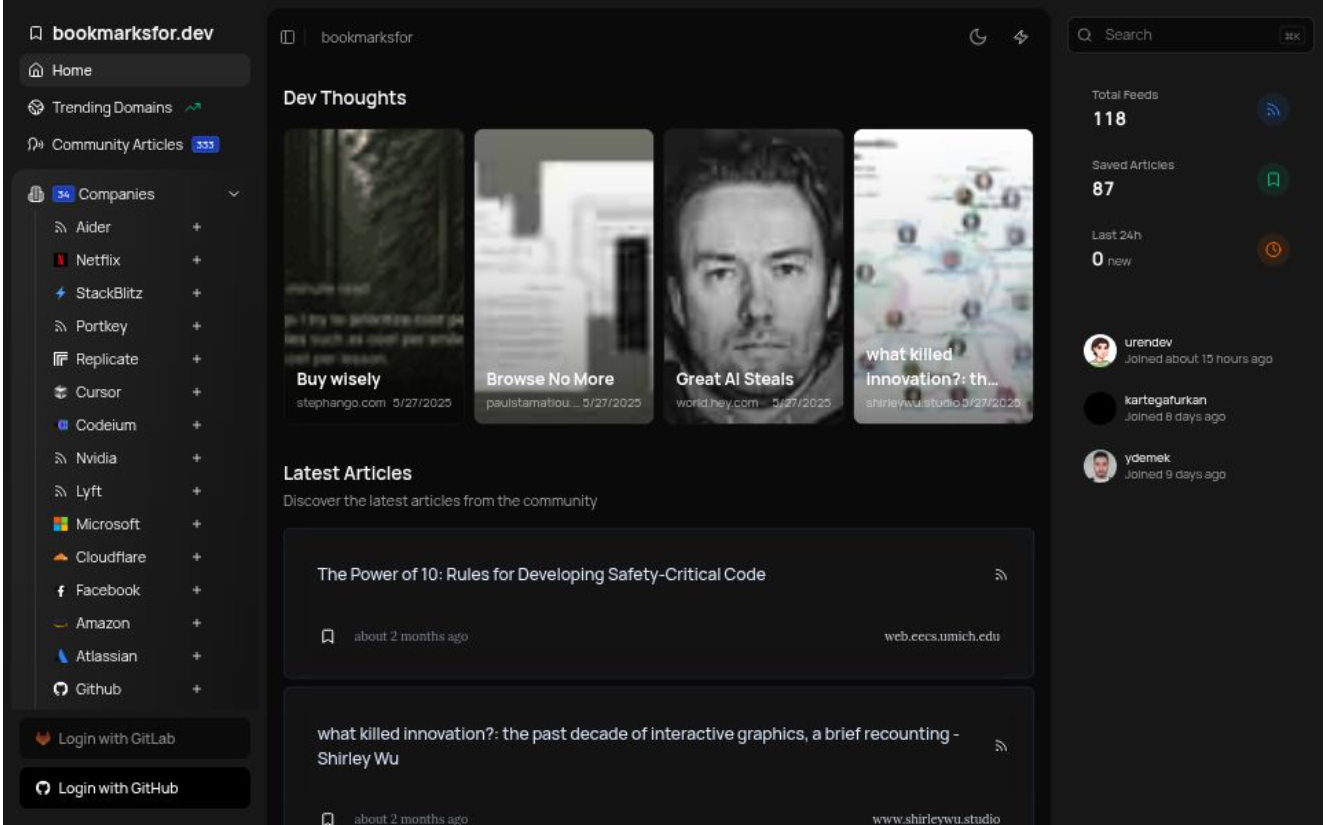 bookmarksfor.dev
Home
Trending Domains
Community Articles 333
34 Companies
Aider +
Netflix +
StackBlitz +
Portkey +
Replicate +
Cursor +
Codeium +
Nvidia +
Lyft +
Microsoft +
Cloudflare +
Facebook +
Amazon +
Atlassian +
Github +
Login with GitLab
Login with GitHub
bookmarksfor
Dev Thoughts
Buy wisely
stephango.com 5/27/2025
Browse No More
paulstamatiou.... 5/27/2025
Great AI Steals
world.hey.com 5/27/2025
what killed
innovation?: th...
shirleywu.studio 5/27/2025
Latest Articles
Discover the latest articles from the community
The Power of 10: Rules for Developing Safety-Critical Code
about 2 months ago web.eecs.umich.edu
what killed innovation?: the past decade of interactive graphics, a brief recounting -
Shirley Wu
about 2 months ago www.shirleywu.studio
Search ⌘K
Total Feeds
118
Saved Articles
87
Last 24h
0 new
urendev
Joined about 15 hours ago
kartegafurkan
Joined 8 days ago
ydemek
Joined 9 days ago